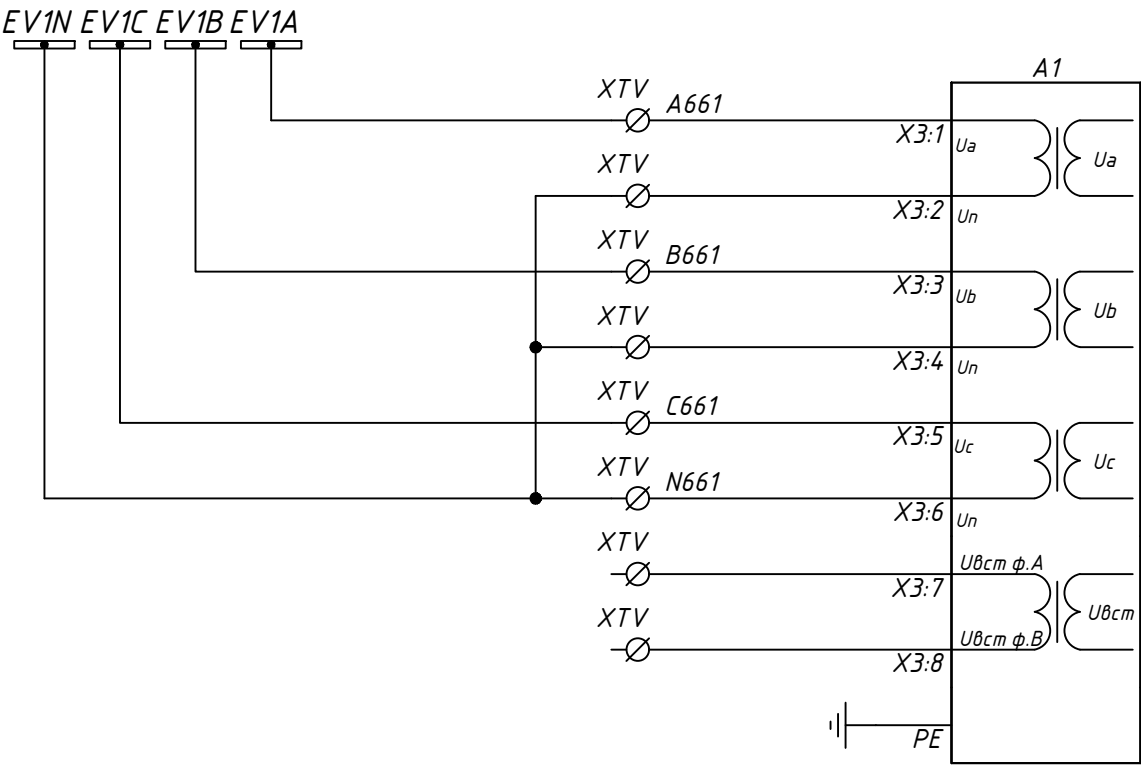 EV1N EV1C EV1B EV1A
A1
XTV
A661
X3:1
Ua
Ua
XTV
X3:2
Un
XTV
B661
X3:3
Ub
Ub
XTV
X3:4
Un
XTV
C661
X3:5
Uc
Uc
XTV
N661
X3:6
Un
XTV
Uвст ф.А
X3:7
Uвст
XTV
Uвст ф.В
X3:8
PE